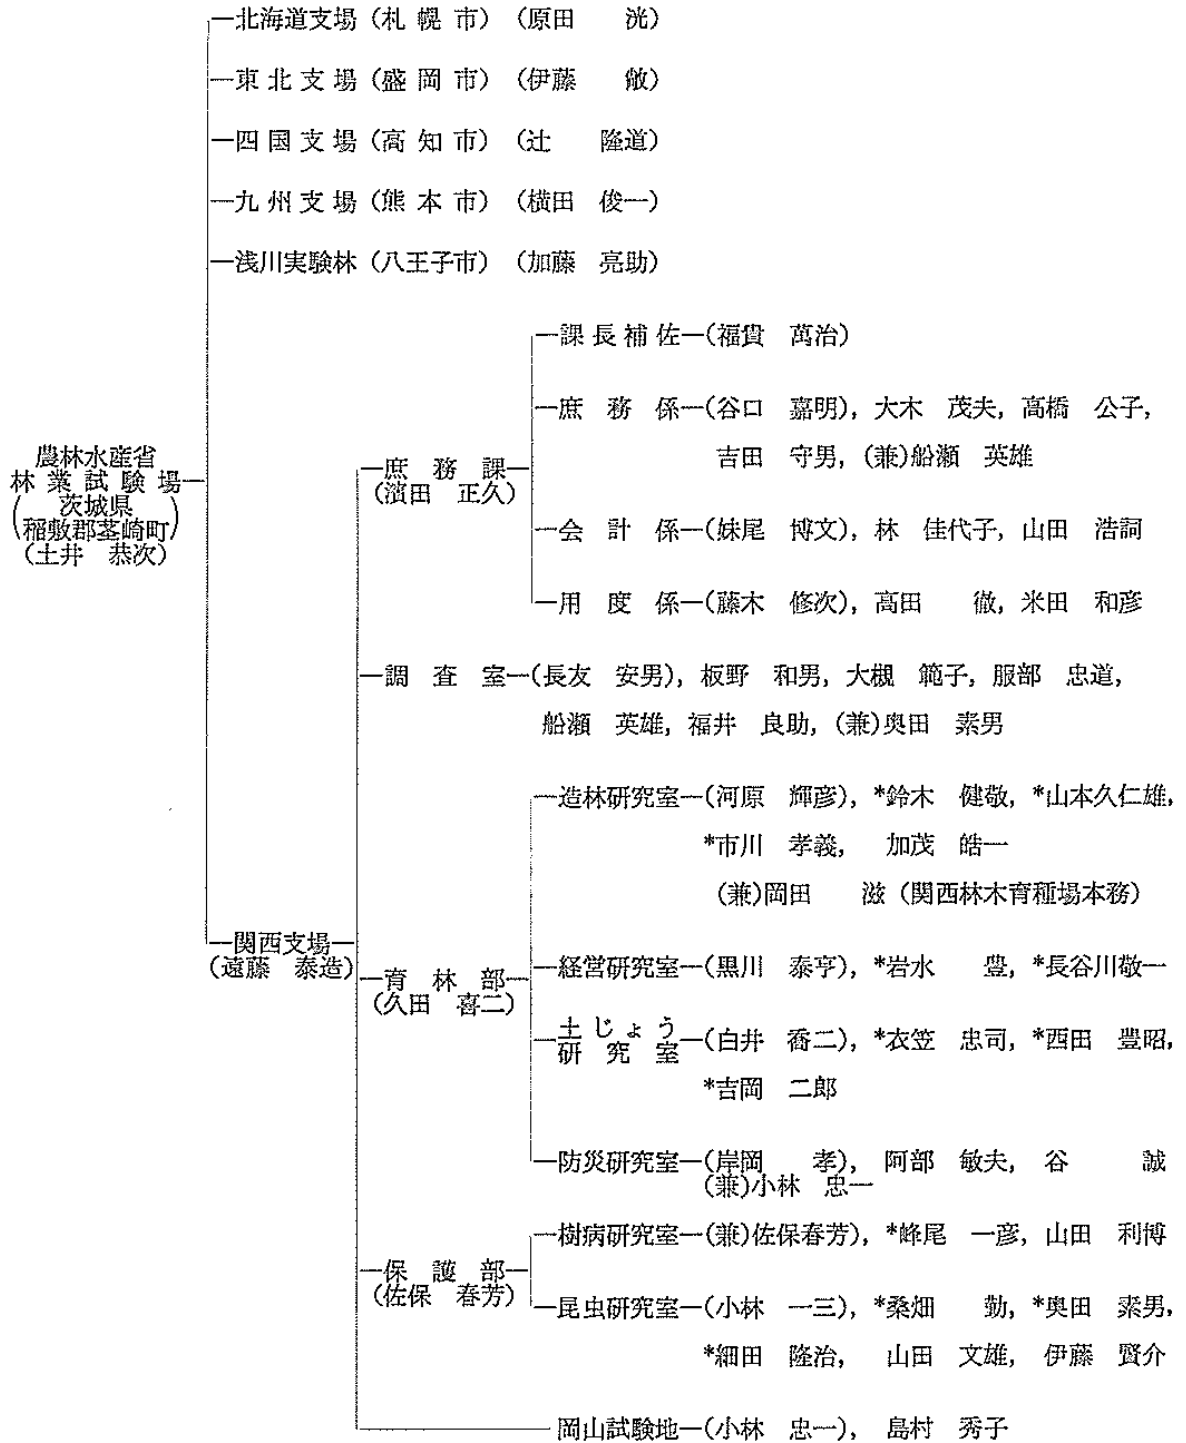 北海道支場（札幌市）（原田　洸）
東北支場（盛岡市）（伊藤　敞）
四国支場（高知市）（辻　隆道）
九州支場（熊本市）（横田　俊一）
浅川実験林（八王子市）（加藤　亮助）
農林水産省
林業試験場
（茨城県
稲敷郡茎崎町）
（土井　恭次）
関西支場
（遠藤　泰造）
庶務課
（濱田　正久）
課長補佐（福貴　萬治）
庶務係（谷口　嘉明），大木　茂夫，高橋　公子，
吉田　守男，（兼）船瀬　英雄
会計係（妹尾　博文），林　佳代子，山田　浩詞
用度係（藤木　修次），高田　徹，米田　和彦
調査室（長友　安男），板野　和男，大槻　範子，服部　忠道，
船瀬　英雄，福井　良助，（兼）奥田　素男
育林部
（久田　喜二）
造林研究室（河原　輝彦），*鈴木　健敬，*山本久仁雄，
*市川　孝義，加茂　皓一
（兼）岡田　滋（関西林木育種場本務）
経営研究室（黒川　泰亨），*岩水　豊，*長谷川敬一
土じょう
研究室（白井　喬二），*衣笠　忠司，*西田　豊昭，
*吉岡　二郎
防災研究室（岸岡　孝），阿部　敏夫，谷　誠
（兼）小林　忠一
保護部
（佐保　春芳）
樹病研究室（兼）佐保春芳），*峰尾　一彦，山田　利博
昆虫研究室（小林　一三），*桑畑　勤，*奥田　素男，
*細田　隆治，山田　文雄，伊藤　賢介
岡山試験地（小林　忠一），島村　秀子